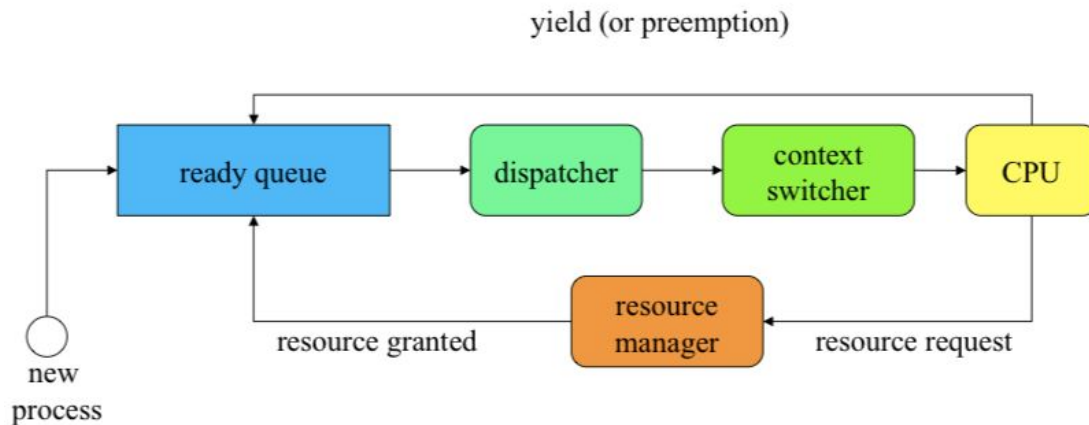 yield (or preemption)
ready queue
dispatcher
context
switcher
CPU
resource granted
resource
manager
resource request
new
process